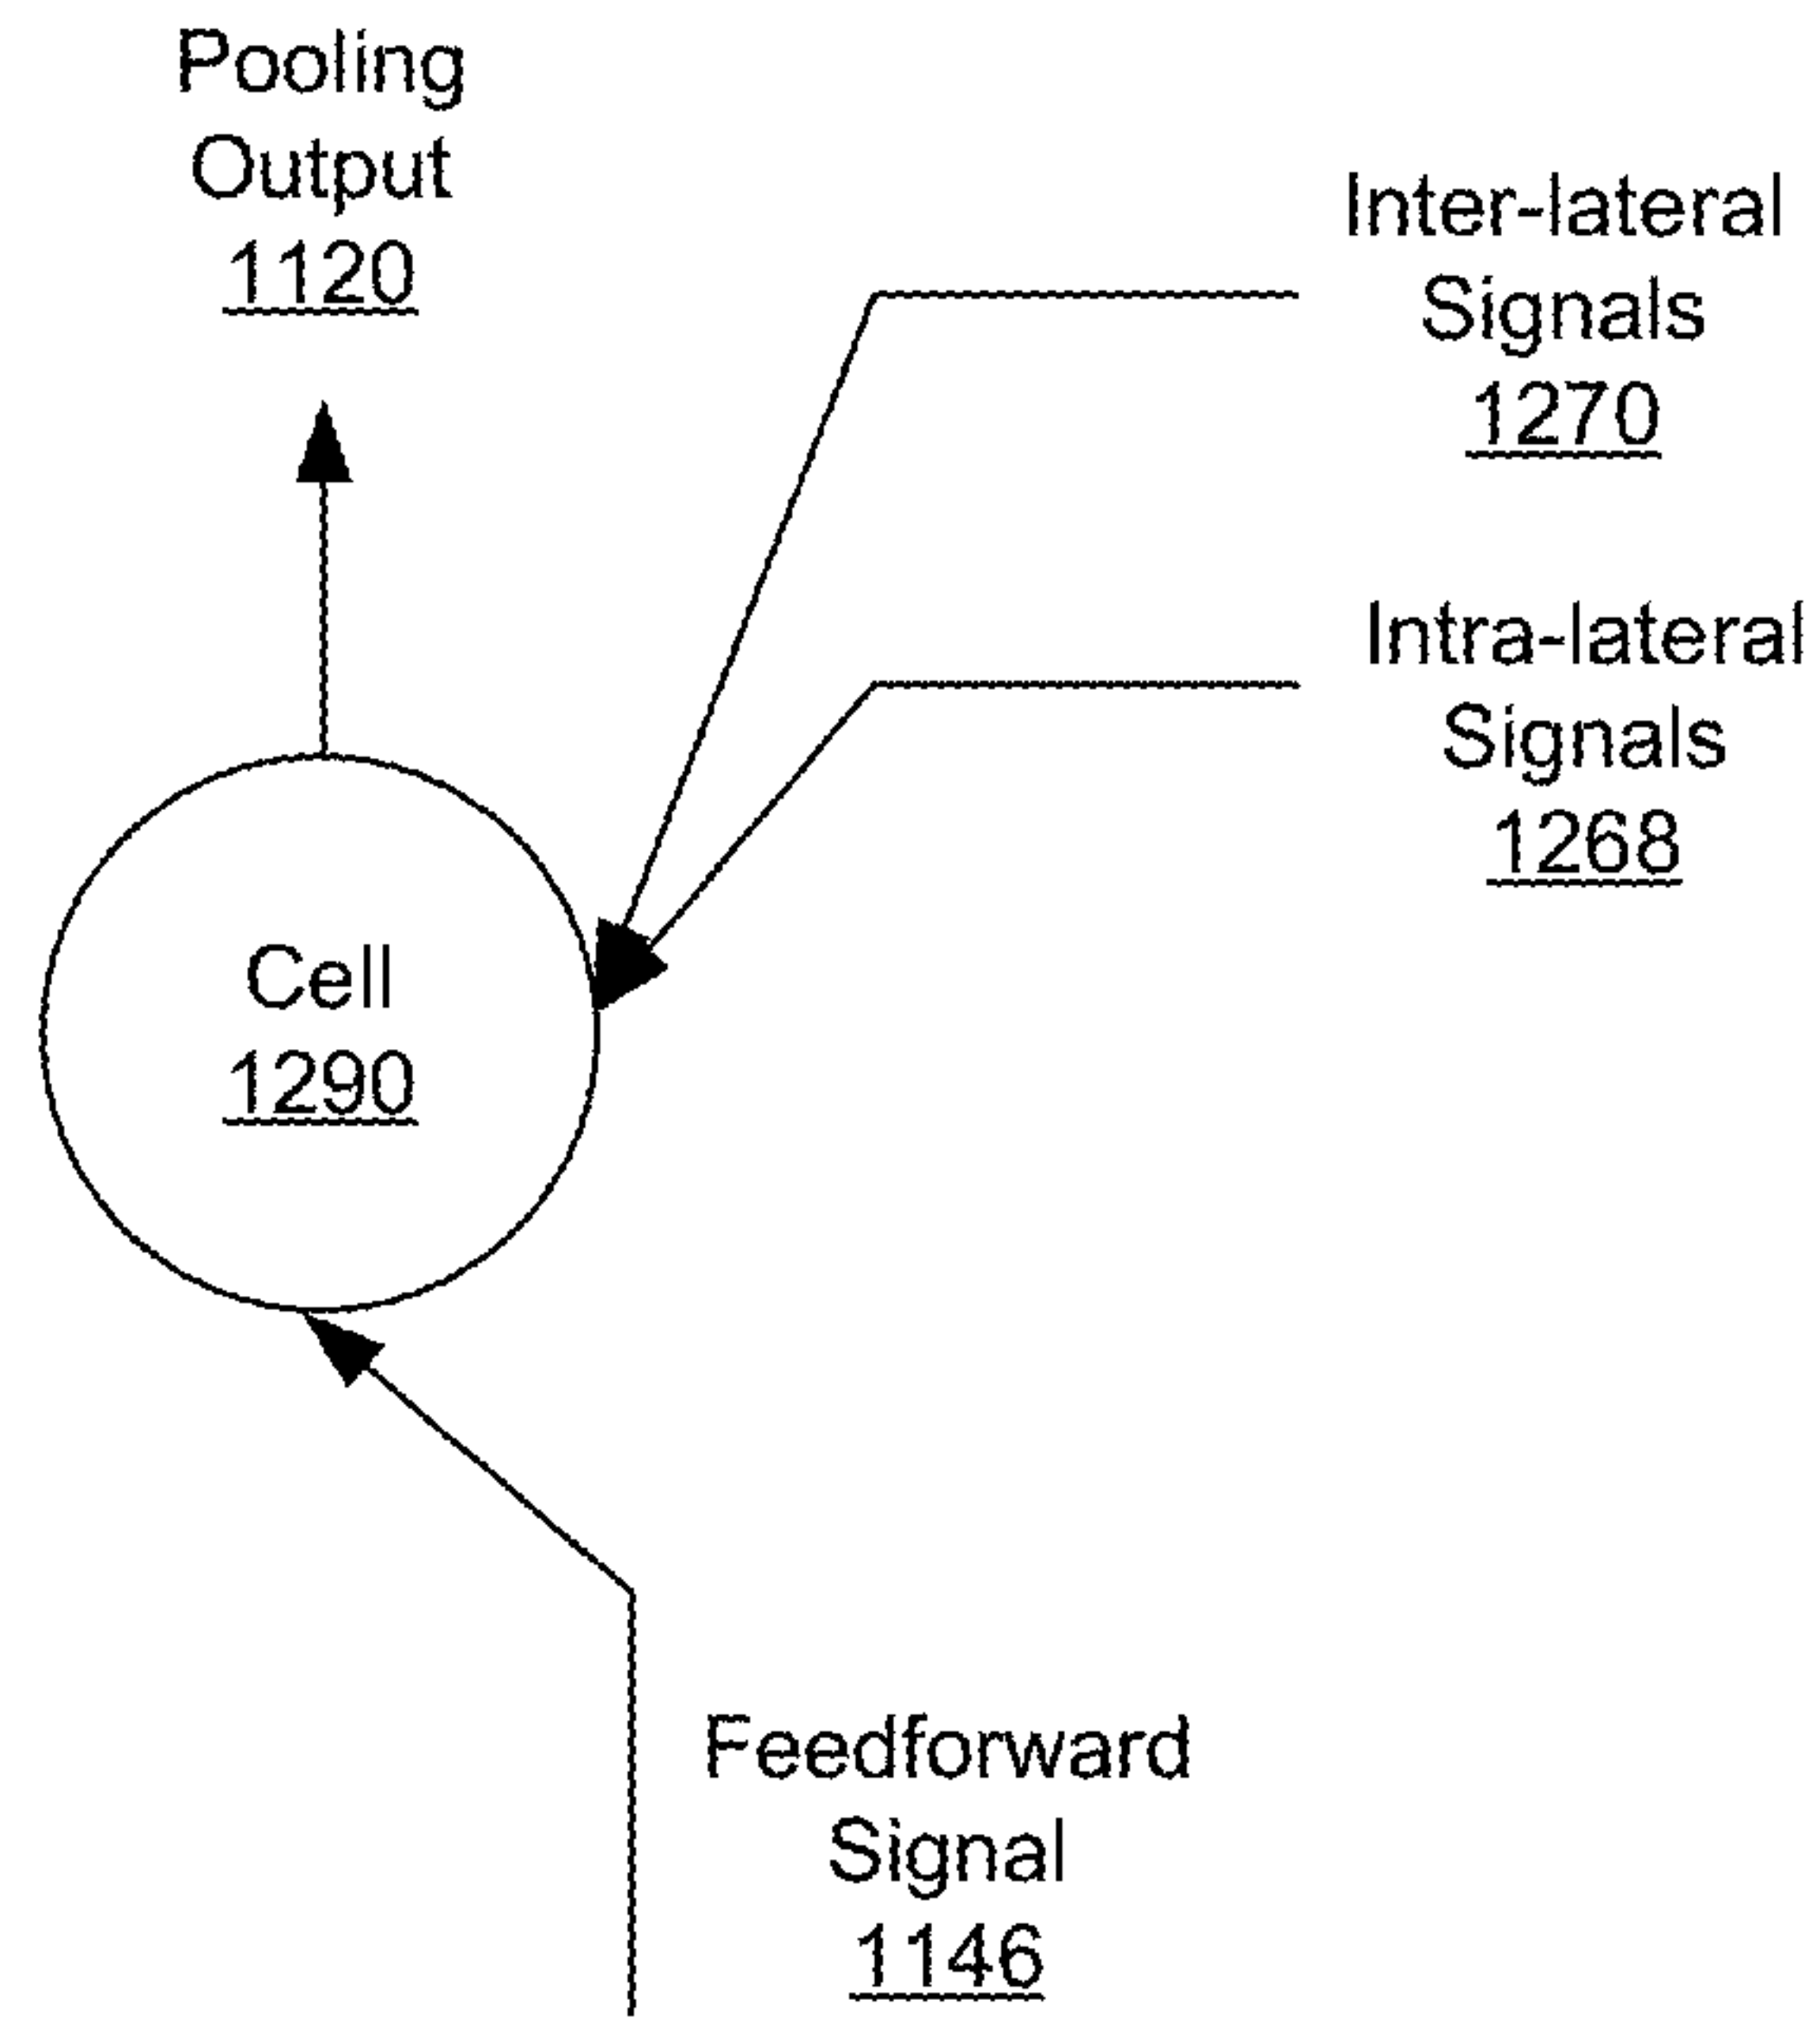 Pooling
Output
1120
Inter-lateral
Signals
1270
Intra-lateral
Signals
1268
Cell
1290
Feedforward
Signal
1146